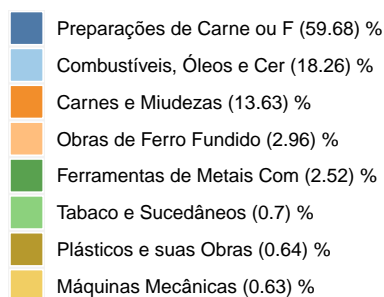 Preparações de Carne ou F (59.68) %
Combustíveis, Óleos e Cer (18.26) %
Carnes e Miudezas (13.63) %
Obras de Ferro Fundido (2.96) %
Ferramentas de Metais Com (2.52) %
Tabaco e Sucedâneos (0.7) %
Plásticos e suas Obras (0.64) %
Máquinas Mecânicas (0.63) %